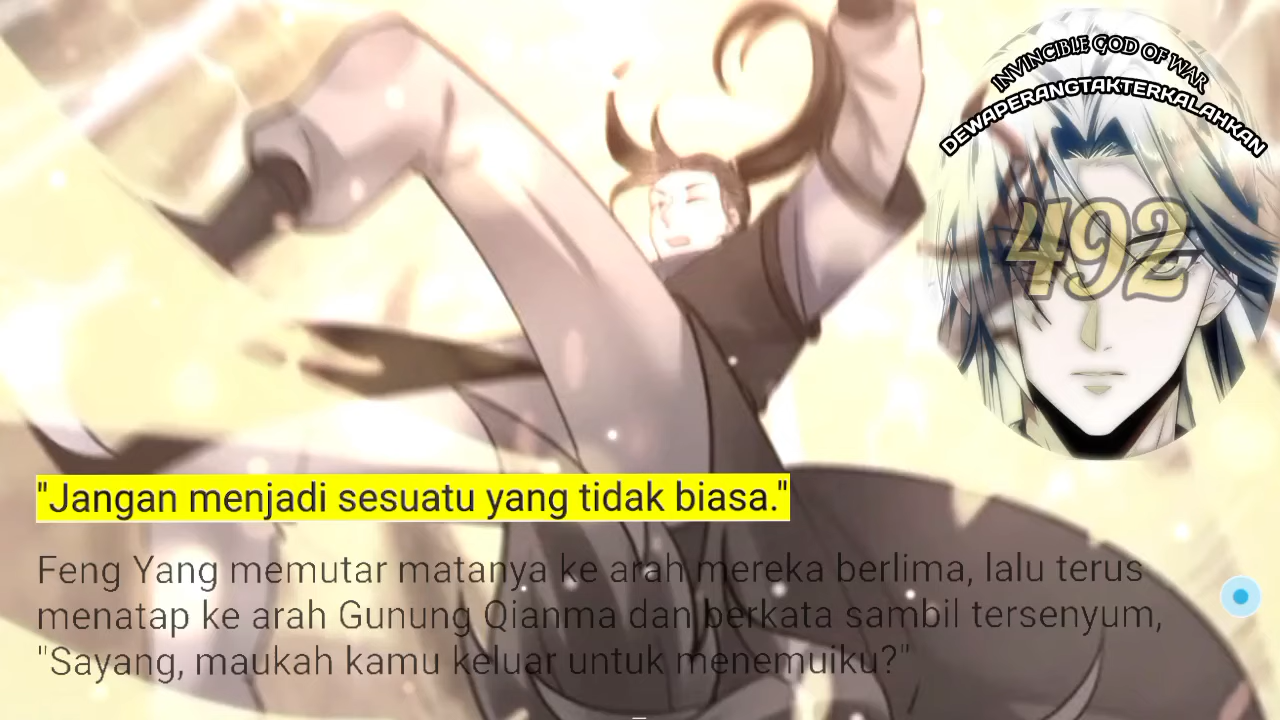 INVINCIBLE GOD OF WAR
DEWAPERANGTAKTERKALAHKAN
492
"Jangan menjadi sesuatu yang tidak biasa."
Feng Yang memutar matanya ke arah mereka berlima, lalu terus
menatap ke arah Gunung Qianma dan berkata sambil tersenyum,
"Sayang, maukah kamu keluar untuk menemuiku?"